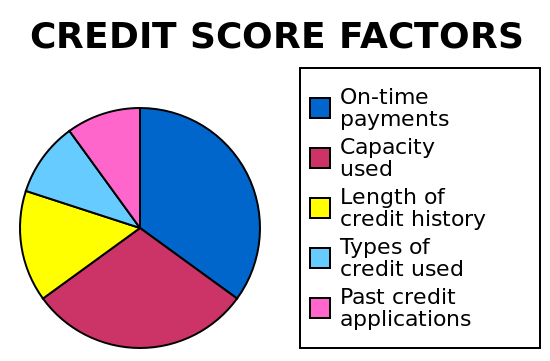 CREDIT SCORE FACTORS
On-time
payments
Capacity
used
Length of
credit history
Types of
credit used
Past credit
applications